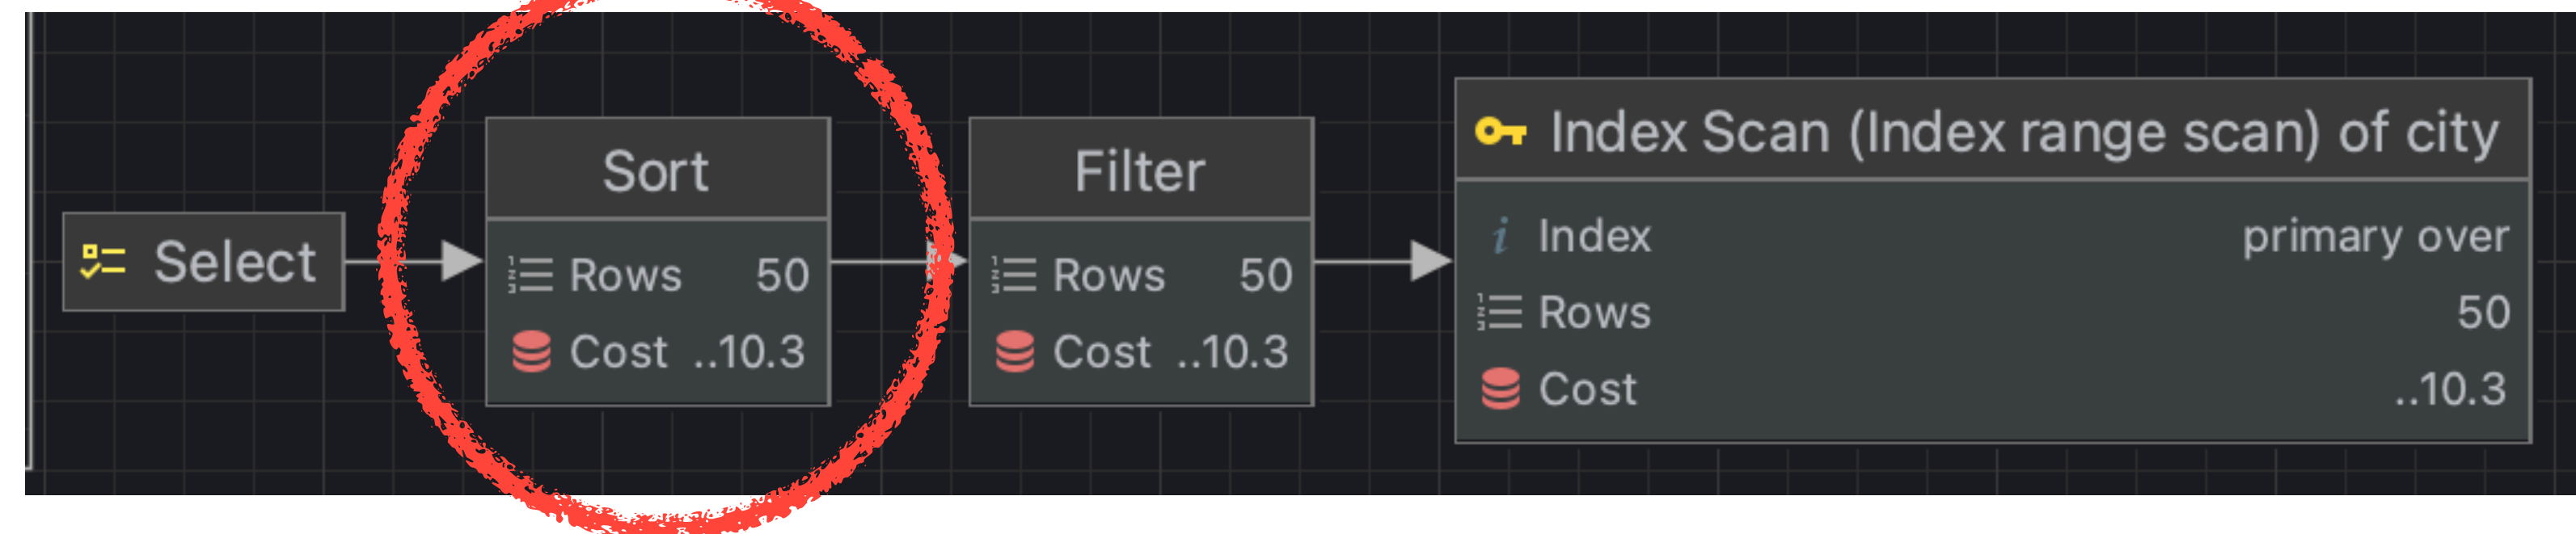 Select
Sort
Rows 50
Cost ..10.3
Filter
Rows 50
Cost ..10.3
Index Scan (Index range scan) of city
i Index primary over
Rows 50
Cost ..10.3